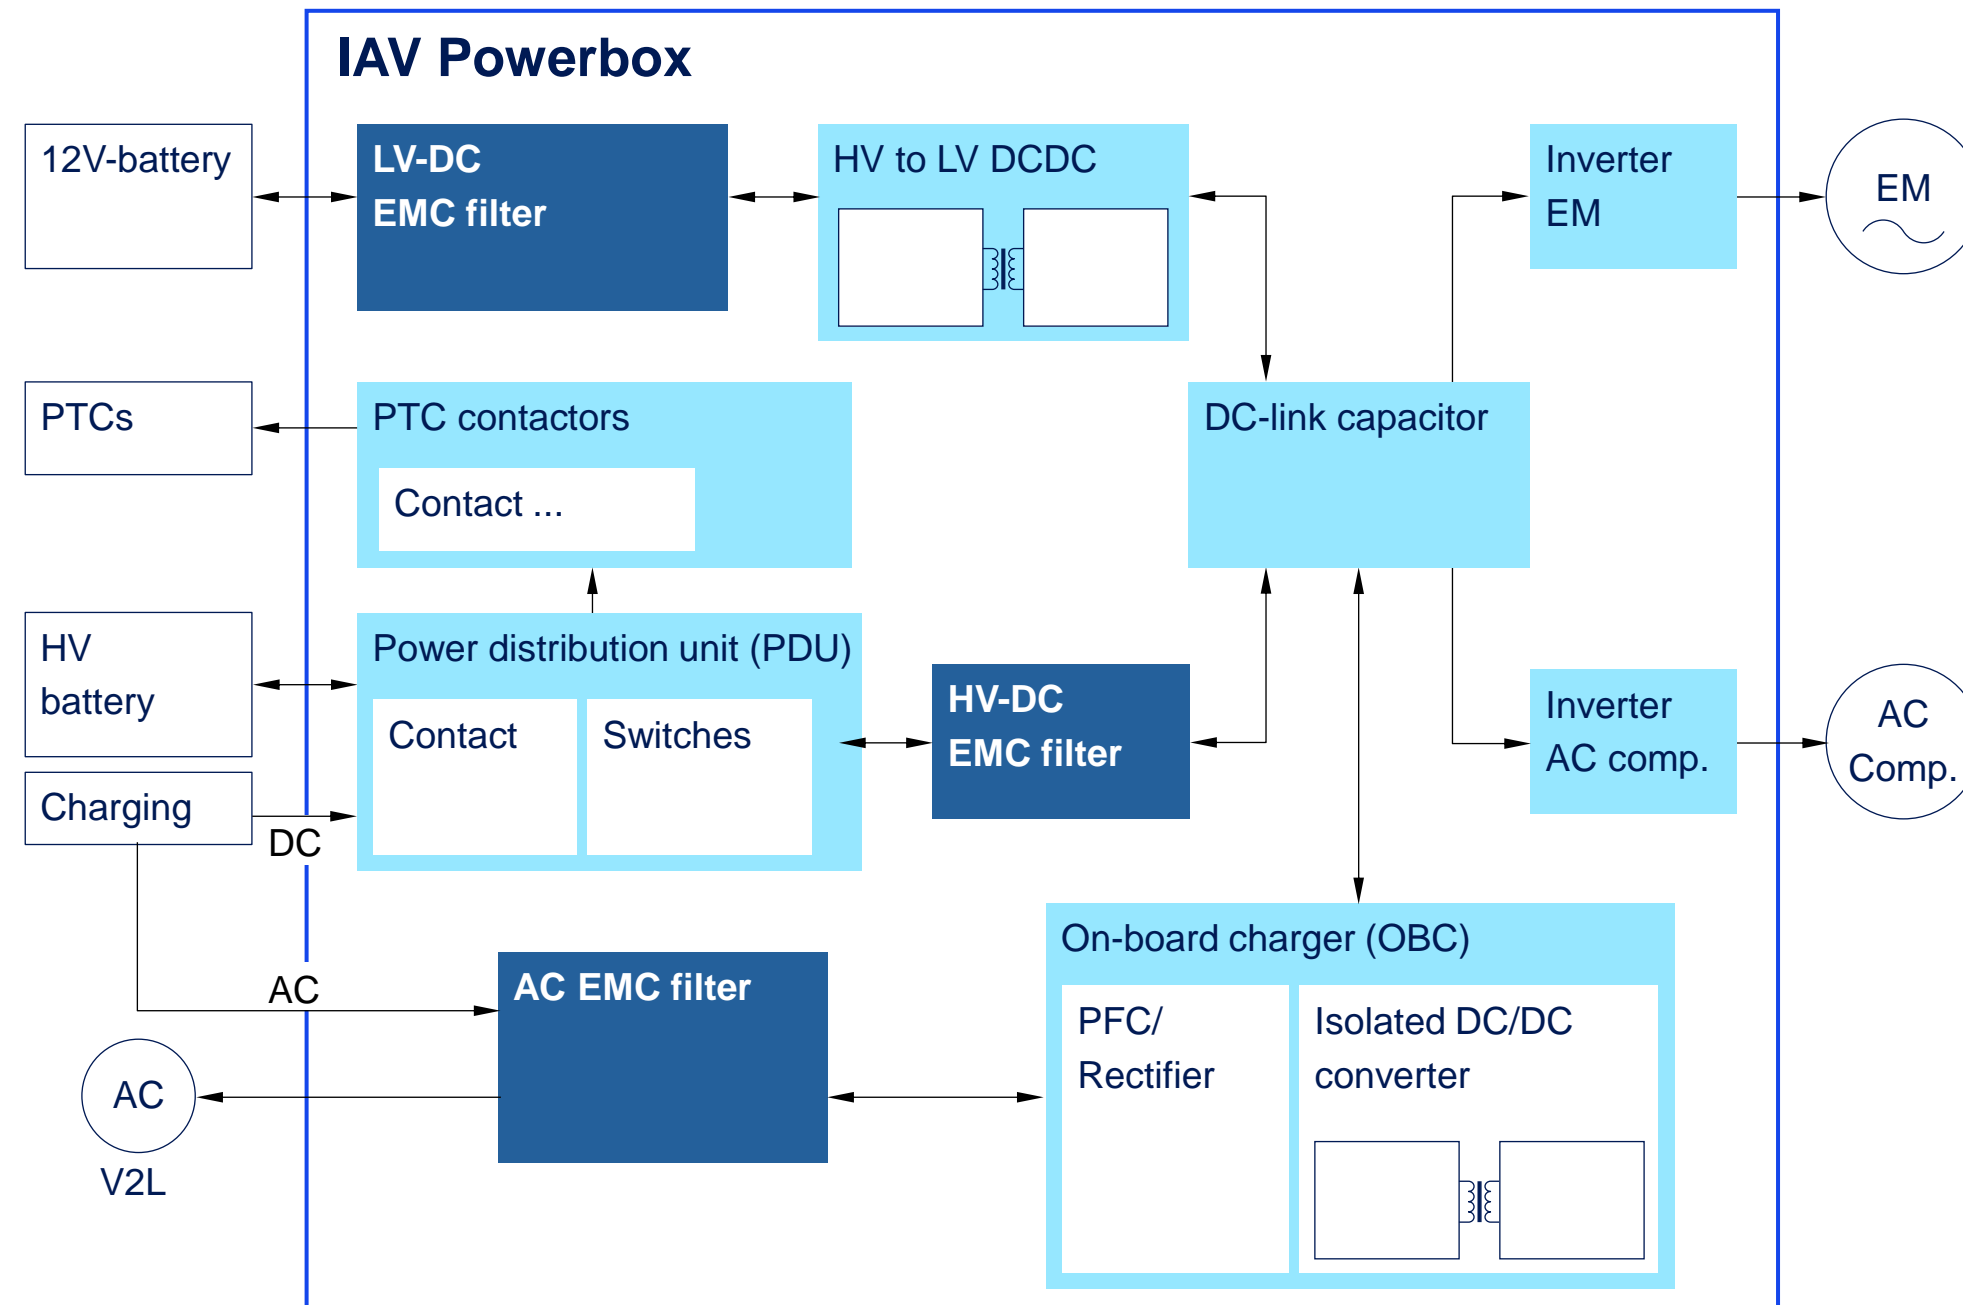 IAV Powerbox
12V-battery
LV-DC
EMC filter
HV to LV DCDC
Inverter
EM
EM
PTCs
PTC contactors
Contact ...
DC-link capacitor
HV
battery
Power distribution unit (PDU)
Contact
Switches
HV-DC
EMC filter
Inverter
AC comp.
AC
Comp.
Charging
DC
On-board charger (OBC)
AC
AC EMC filter
PFC/
Rectifier
Isolated DC/DC
converter
AC
V2L